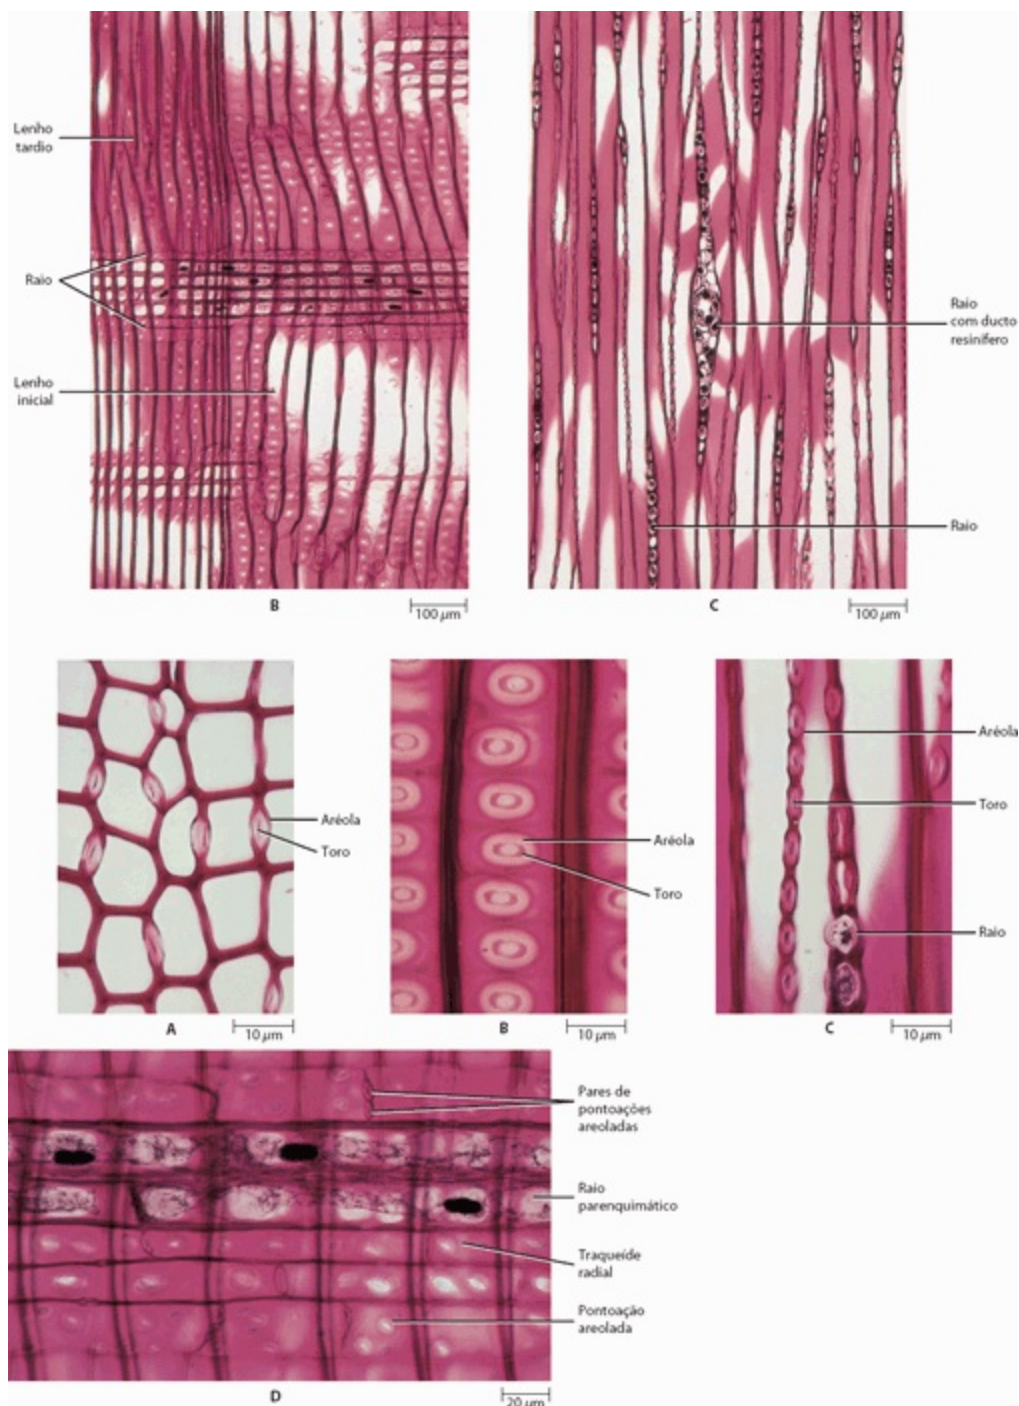 Lenho
tardio
Raio
Lenho
inicial
B
100 µm
Raio
com ducto
resinífero
Raio
C
100 µm
Aréola
Toro
A
10 µm
Aréola
Toro
B
10 µm
Aréola
Toro
Raio
C
10 µm
Pares de
pontoações
areoladas
Raio
parenquimático
Traqueíde
radial
Pontoação
areolada
D
20 µm